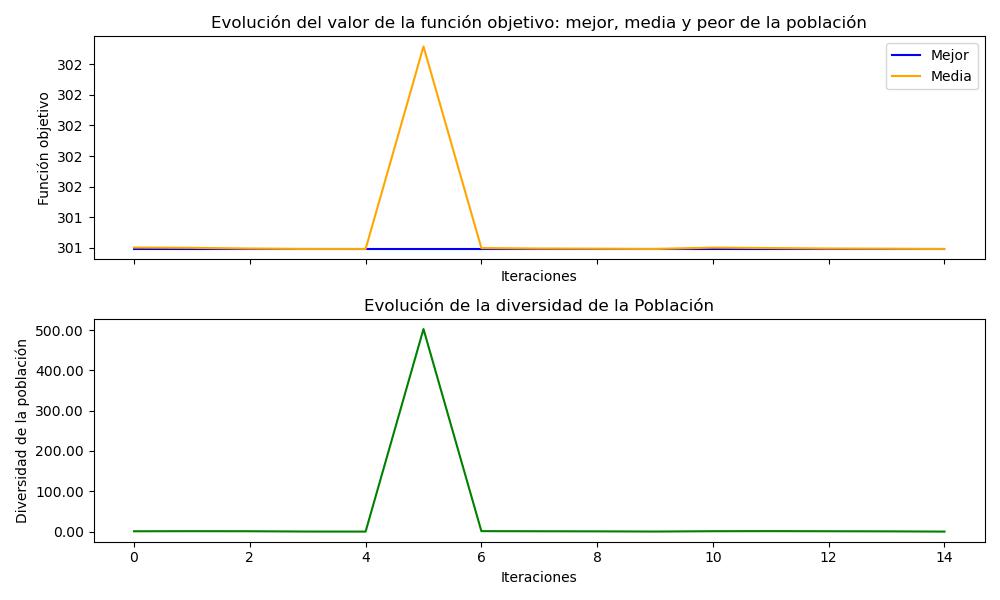 Evolución del valor de la función objetivo: mejor, media y peor de la población
Mejor
Media
302
302
302
302
302
301
301
Función objetivo
Iteraciones
Evolución de la diversidad de la Población
500.00
400.00
300.00
200.00
100.00
0.00
Diversidad de la población
0 2 4 6 8 10 12 14
Iteraciones